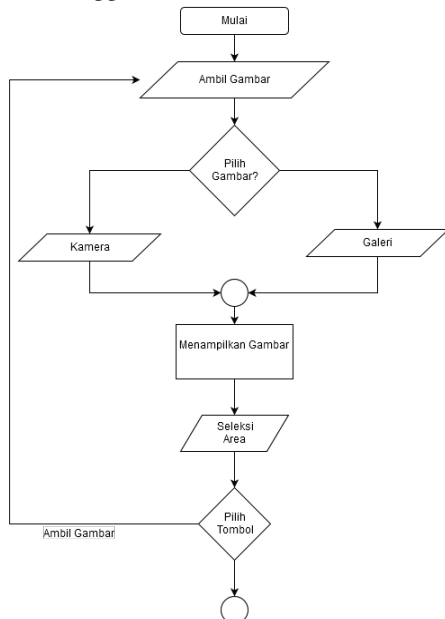 Mulai
Ambil Gambar
Pilih
Gambar?
Kamera
Galeri
Menampilkan Gambar
Seleksi
Area
Pilih
Tombol
Ambil Gambar